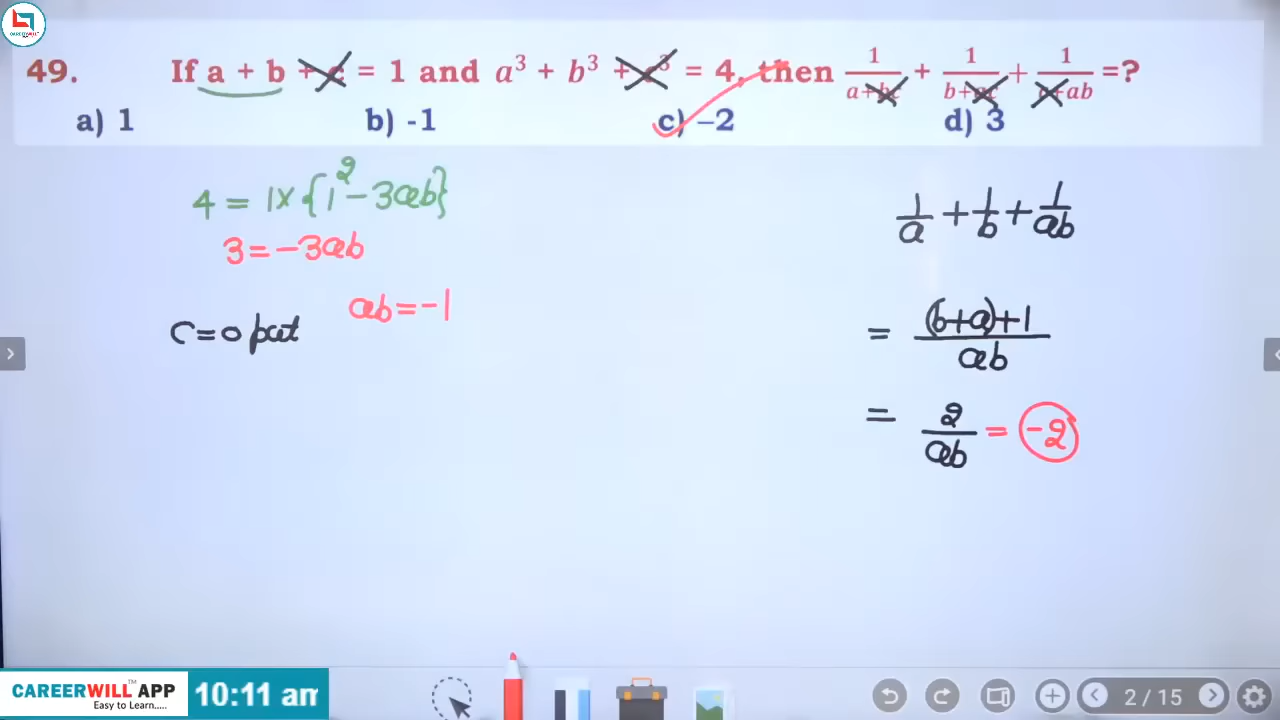 CAREERWILL
49. If a + b + c = 1 and a³ + b³ + c³ = 4, then 1/(a+bc) + 1/(b+ac) + 1/(c+ab) =?
a) 1 b) -1 c) –2 d) 3
4 = 1x{1² – 3ab}
3 = –3ab
ab = –1
c=0 put
1/a + 1/b + 1/ab
= ((b+a)+1)/ab
= 2/ab = –2
CAREERWILL™ APP
Easy to Learn.....
10:11 am
2 / 15